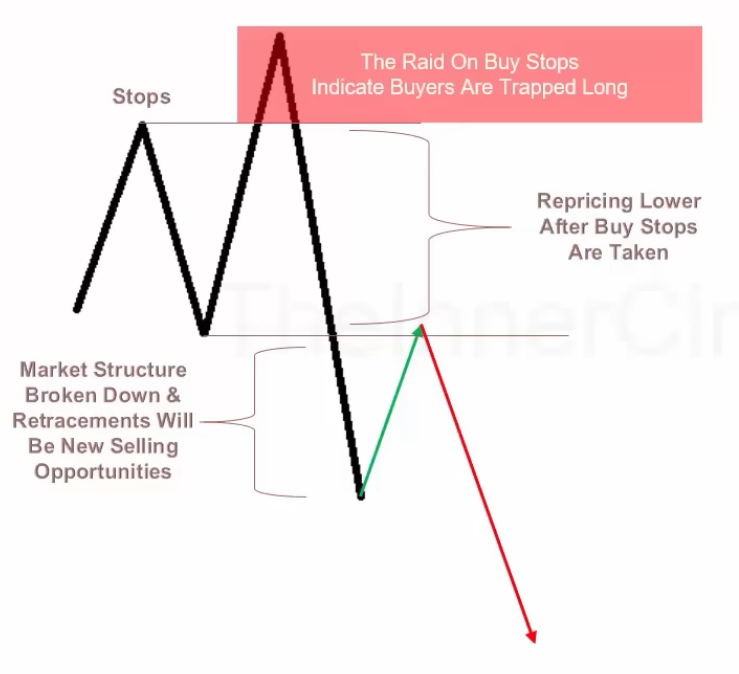 The Raid On Buy Stops
Indicate Buyers Are Trapped Long
Stops
Repricing Lower
After Buy Stops
Are Taken
TheInnerCir
Market Structure
Broken Down &
Retracements Will
Be New Selling
Opportunities